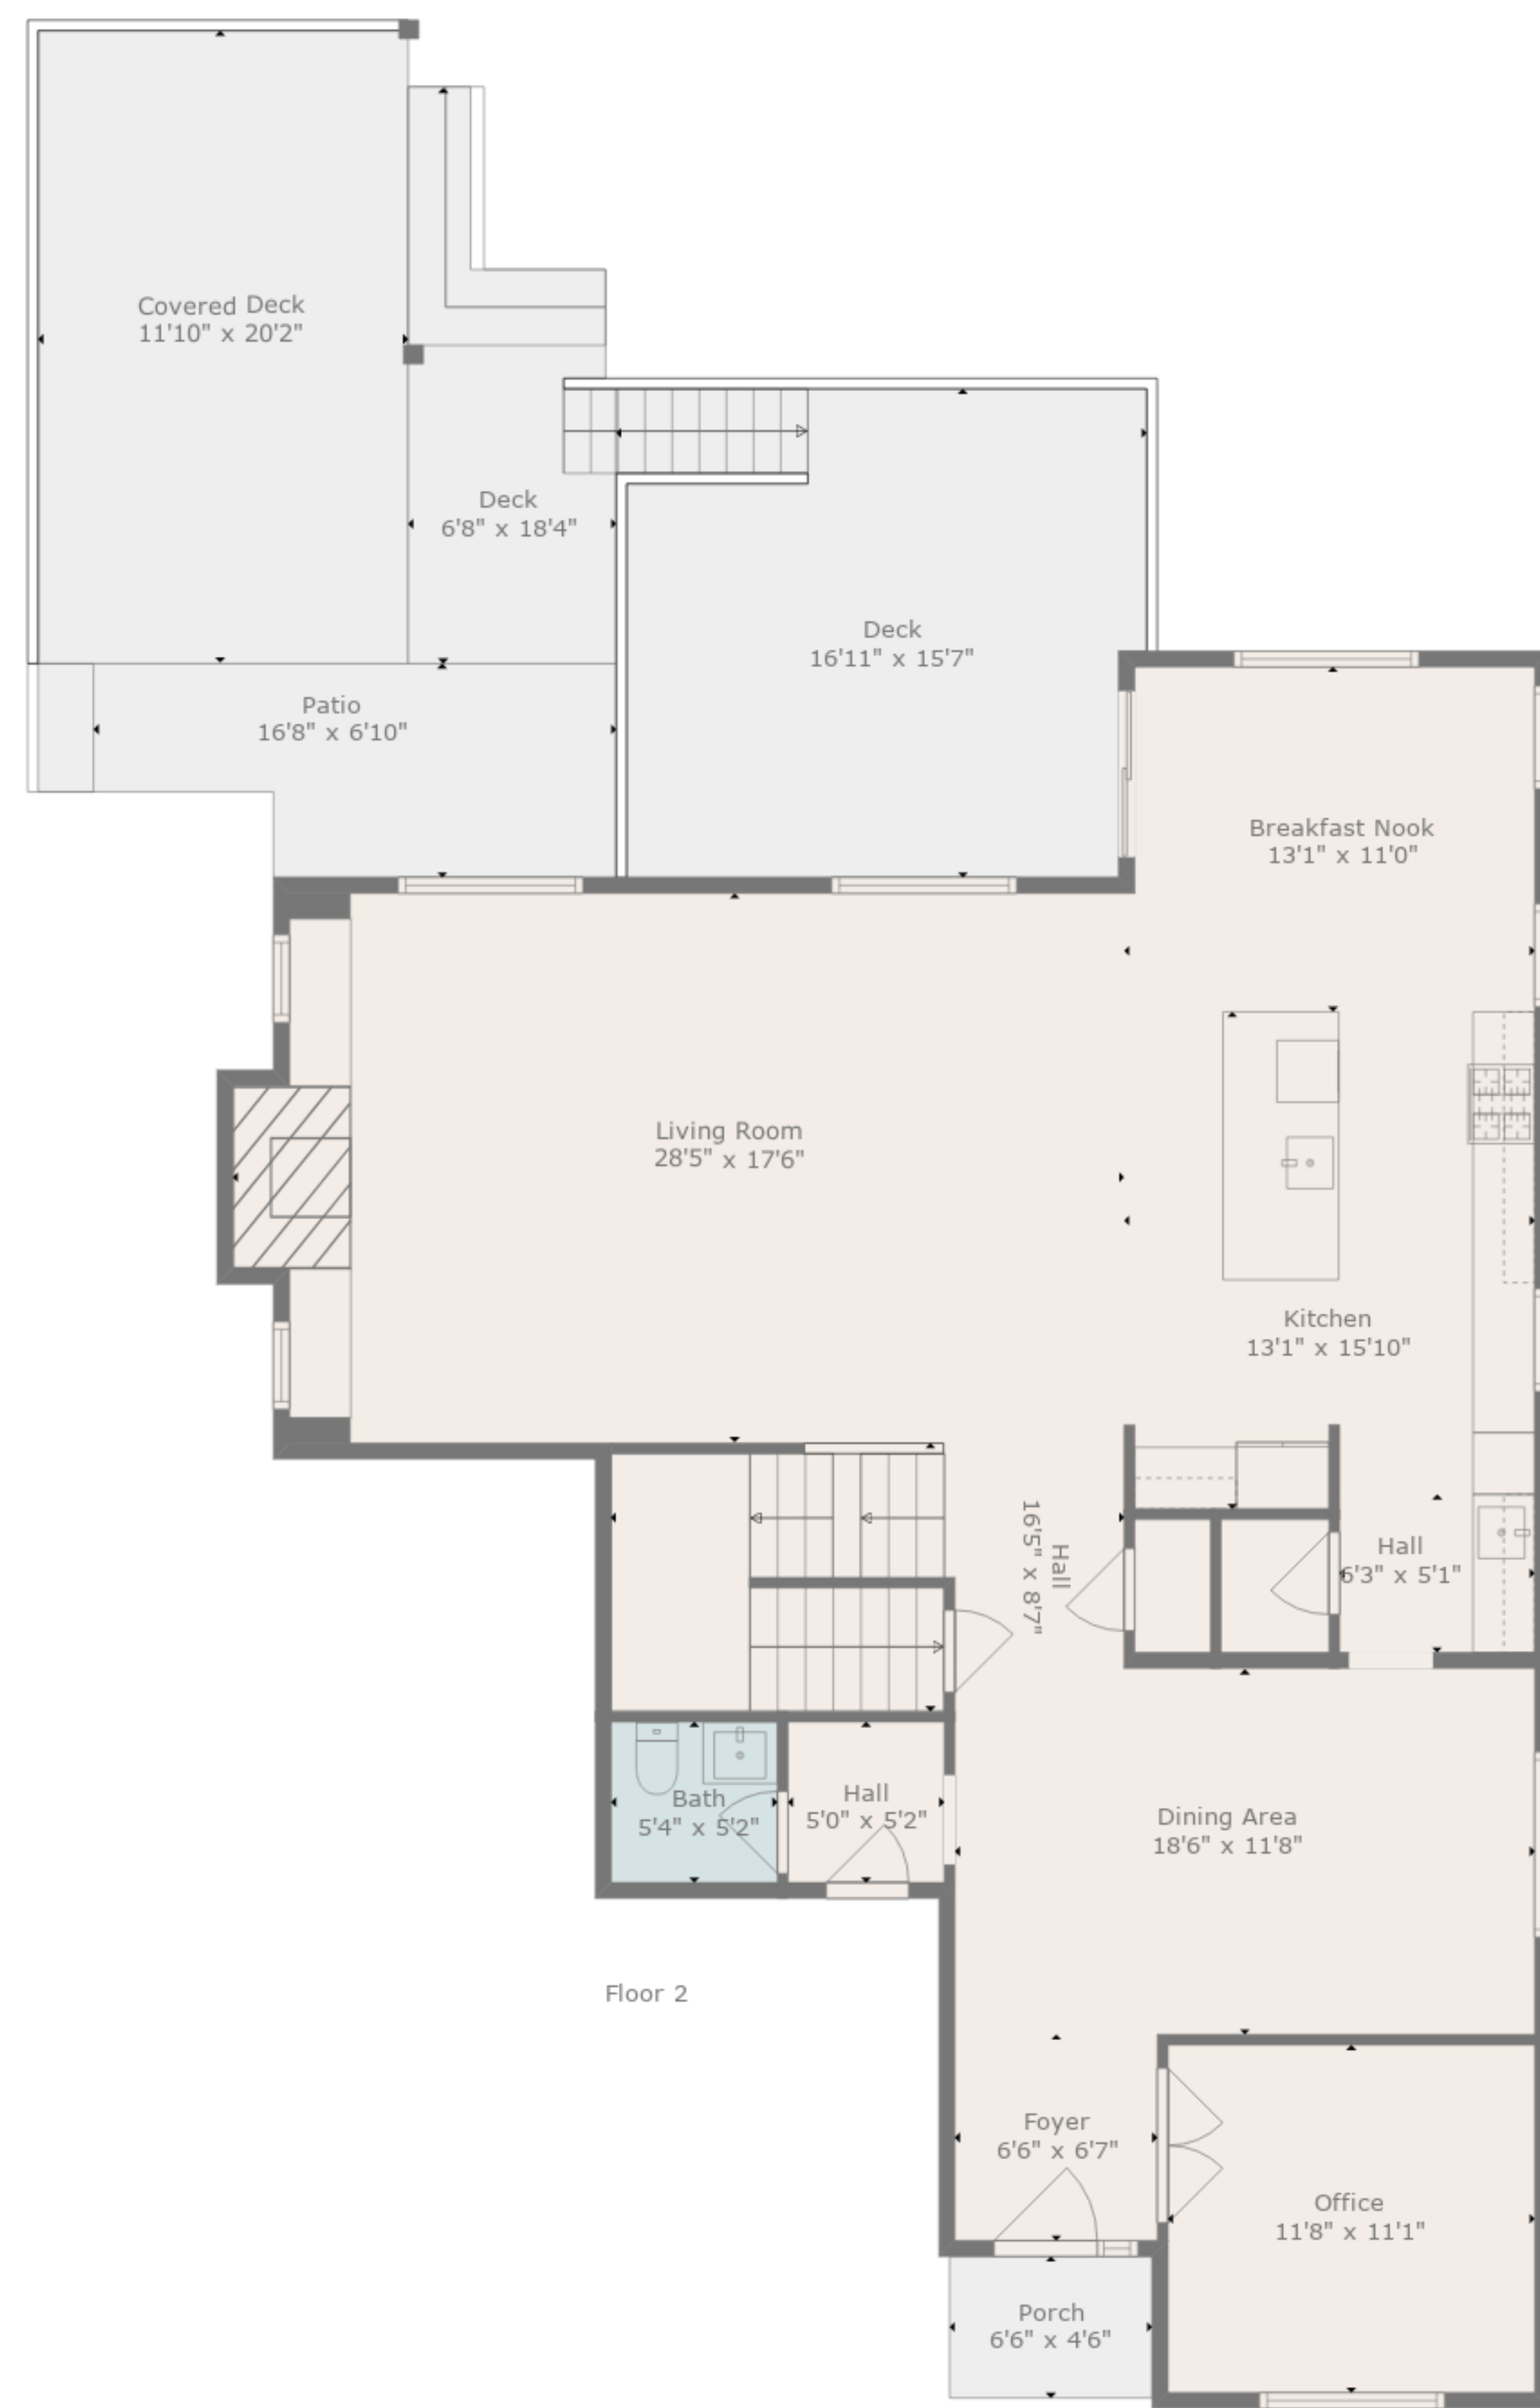 Covered Deck
11'10" x 20'2"
Deck
6'8" x 18'4"
Deck
16'11" x 15'7"
Patio
16'8" x 6'10"
Breakfast Nook
13'1" x 11'0"
Living Room
28'5" x 17'6"
Kitchen
13'1" x 15'10"
Hall
16'5" x 8'7"
Hall
6'3" x 5'1"
Bath
5'4" x 5'2"
Hall
5'0" x 5'2"
Dining Area
18'6" x 11'8"
Floor 2
Foyer
6'6" x 6'7"
Office
11'8" x 11'1"
Porch
6'6" x 4'6"